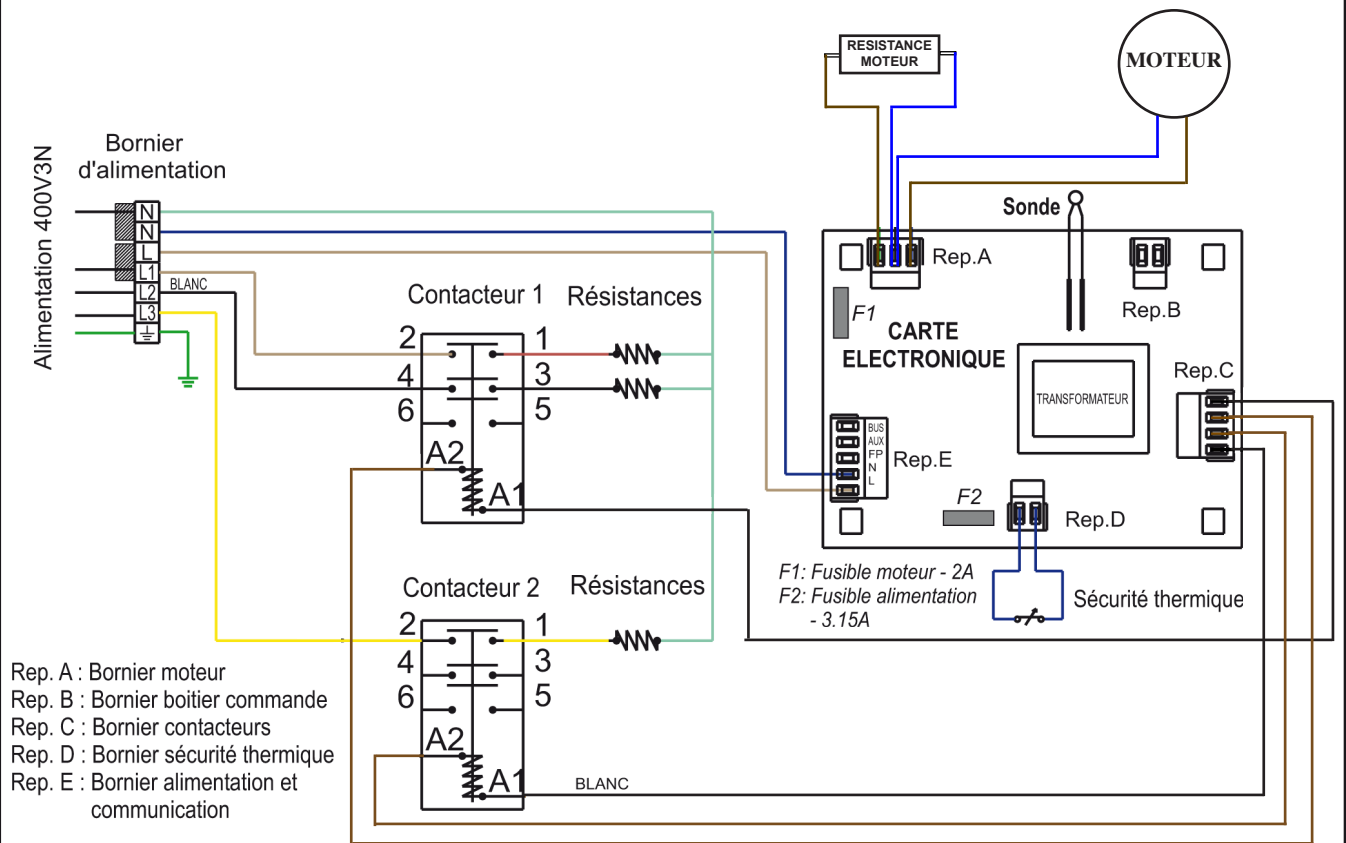 RESISTANCE
MOTEUR
MOTEUR
Alimentation 400V3N
Bornier
d'alimentation
N
N
L
L1
L2
L3
BLANC
Sonde
Rep.A
Rep.B
F1
CARTE
ELECTRONIQUE
TRANSFORMATEUR
Rep.C
BUS
AUX
FP
N
L
Rep.E
F2
Rep.D
F1: Fusible moteur - 2A
F2: Fusible alimentation
- 3.15A
Sécurité thermique
Contacteur 1
Résistances
2
1
4
3
6
5
A2
A1
Contacteur 2
Résistances
2
1
4
3
6
5
A2
A1
BLANC
Rep. A : Bornier moteur
Rep. B : Bornier boitier commande
Rep. C : Bornier contacteurs
Rep. D : Bornier sécurité thermique
Rep. E : Bornier alimentation et
communication